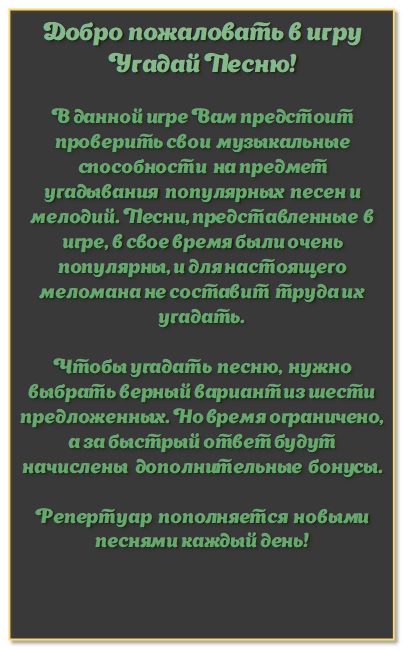 Добро пожаловать в игру
Угадай Песню!
В данной игре Вам предстоит
проверить свои музыкальные
способности на предмет
угадывания популярных песен и
мелодий. Песни, представленные в
игре, в свое время были очень
популярны, и для настоящего
меломана не составит труда их
угадать.
Чтобы угадать песню, нужно
выбрать верный вариант из шести
предложенных. Но время ограничено,
а за быстрый ответ будут
начислены дополнительные бонусы.
Репертуар пополняется новыми
песнями каждый день!